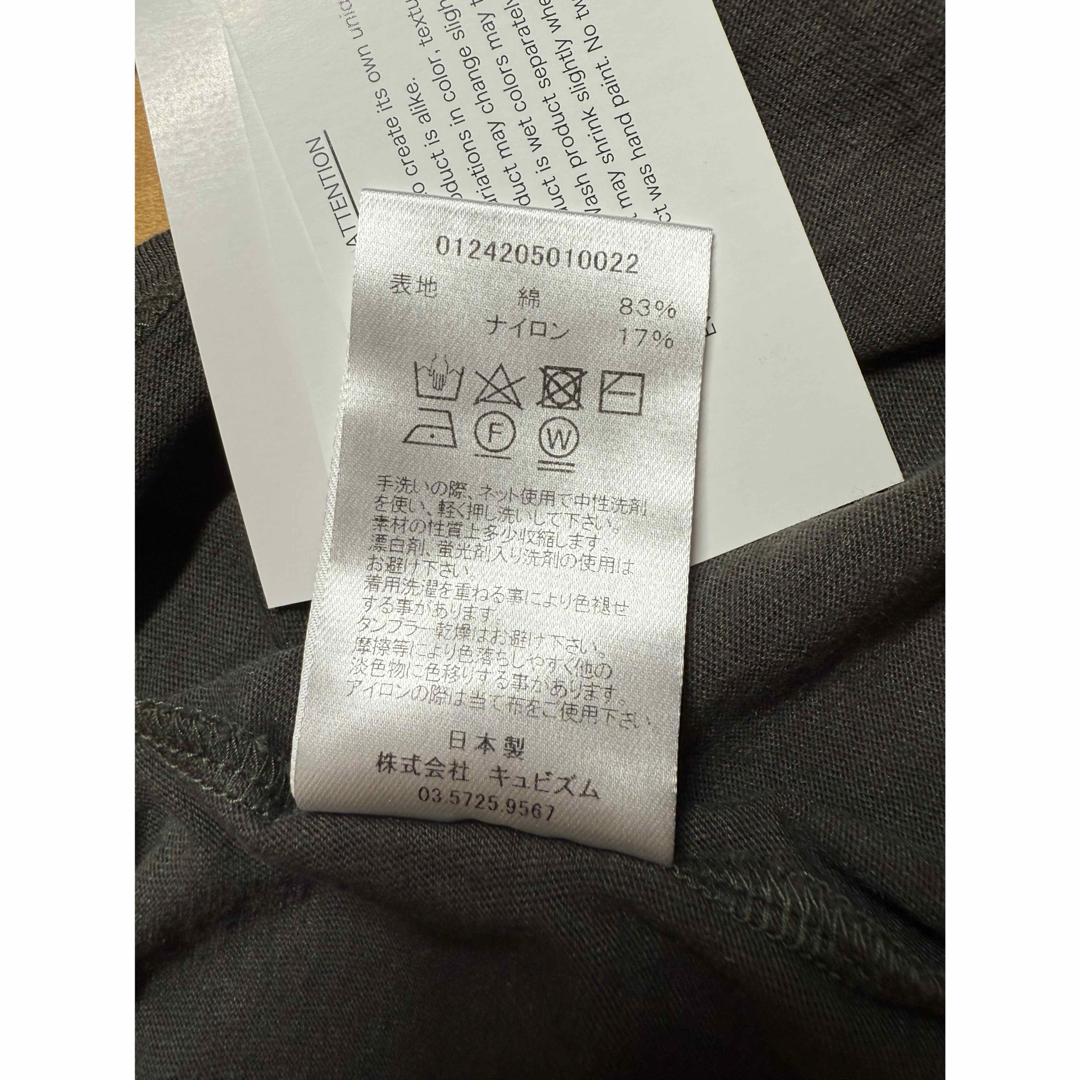 0124205010022
表地 綿 83%
ナイロン 17%
F W
手洗いの際、ネット使用で中性洗剤
を使い、軽く押し洗いして下さい。
素材の性質上多少収縮します。
漂白剤、蛍光剤入り洗剤の使用は
お避け下さい。
着用洗濯を重ねる事により色褪せ
する事があります。
タンブラー乾燥はお避け下さい。
摩擦等により色落ちしやすく他の
淡色物に色移りする事があります。
アイロンの際は当て布をご使用下さい
日本製
株式会社 キュビズム
03.5725.9567
ATTENTION
o create its own
oduct is alike.
ariations in color,
duct may change
duct is wet colors may
Wash product separately
may shrink slightly
ct was hand paint. No